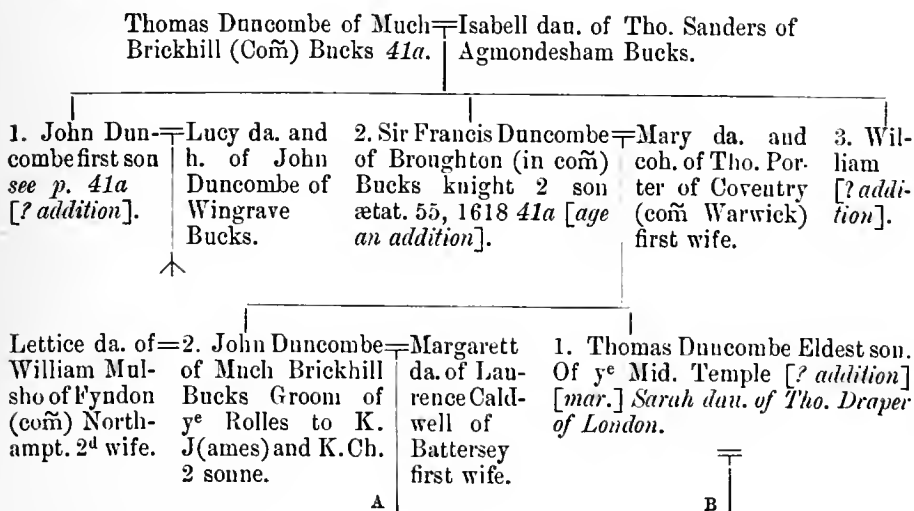 Thomas Duncombe of Much
Brickhill (Com̃) Bucks 41a.
Isabell dau. of Tho. Sanders of
Agmondesham Bucks.
1. John Dun-
combe first son
see p. 41a
[? addition].
Lucy da. and
h. of John
Duncombe of
Wingrave
Bucks.
2. Sir Francis Duncombe
of Broughton (in com̃)
Bucks knight 2 son
ætat. 55, 1618 41a [age
an addition].
Mary da. and
coh. of Tho. Por-
ter of Coventry
(com̃ Warwick)
first wife.
3. Wil-
liam
[? addi-
tion].
Lettice da. of
William Mul-
sho of Fyndon
(com̃) North-
ampt. 2d wife.
2. John Duncombe
of Much Brickhill
Bucks Groom of
ye Rolles to K.
J(ames) and K. Ch.
2 sonne.
Margarett
da. of Lau-
rence Cald-
well of
Battersey
first wife.
1. Thomas Duncombe Eldest son.
Of ye Mid. Temple [? addition]
[mar.] Sarah dau. of Tho. Draper
of London.
A
B